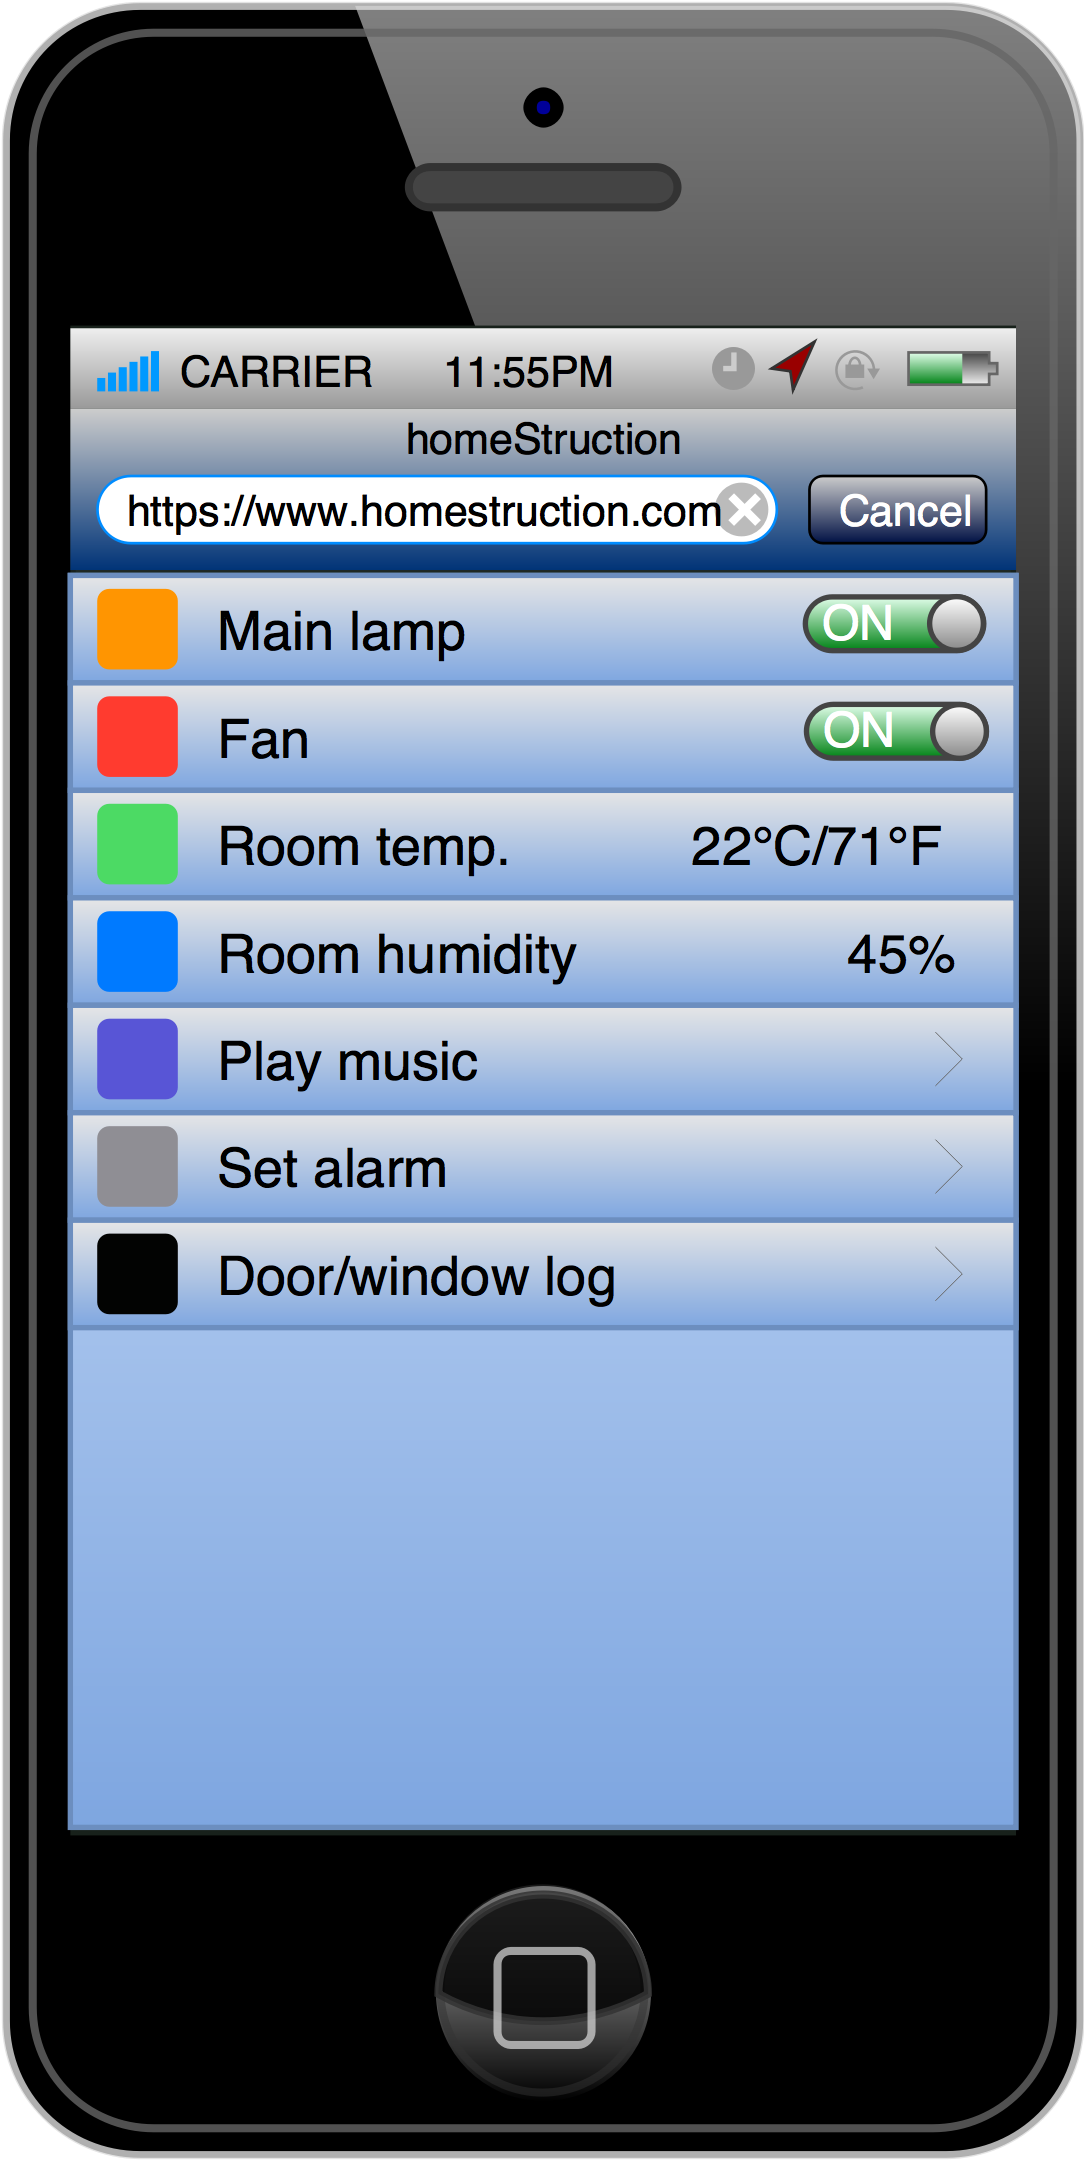 CARRIER 11:55PM
homeStruction
https://www.homestruction.com Cancel
Main lamp ON
Fan ON
Room temp. 22°C/71°F
Room humidity 45%
Play music
Set alarm
Door/window log